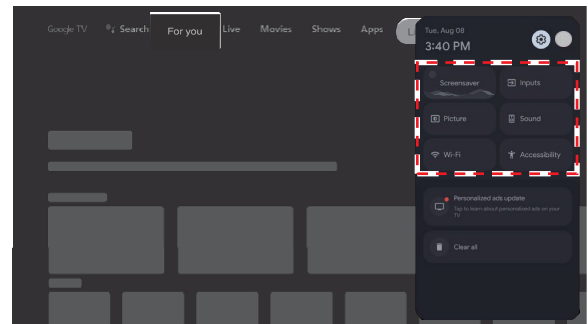 Google TV Search For you Live Movies Shows Apps
Tue, Aug 08
3:40 PM
Screensaver Inputs
Picture Sound
Wi-Fi Accessibility
Personalized ads update
Tap to learn about personalized ads on your
TV
Clear all